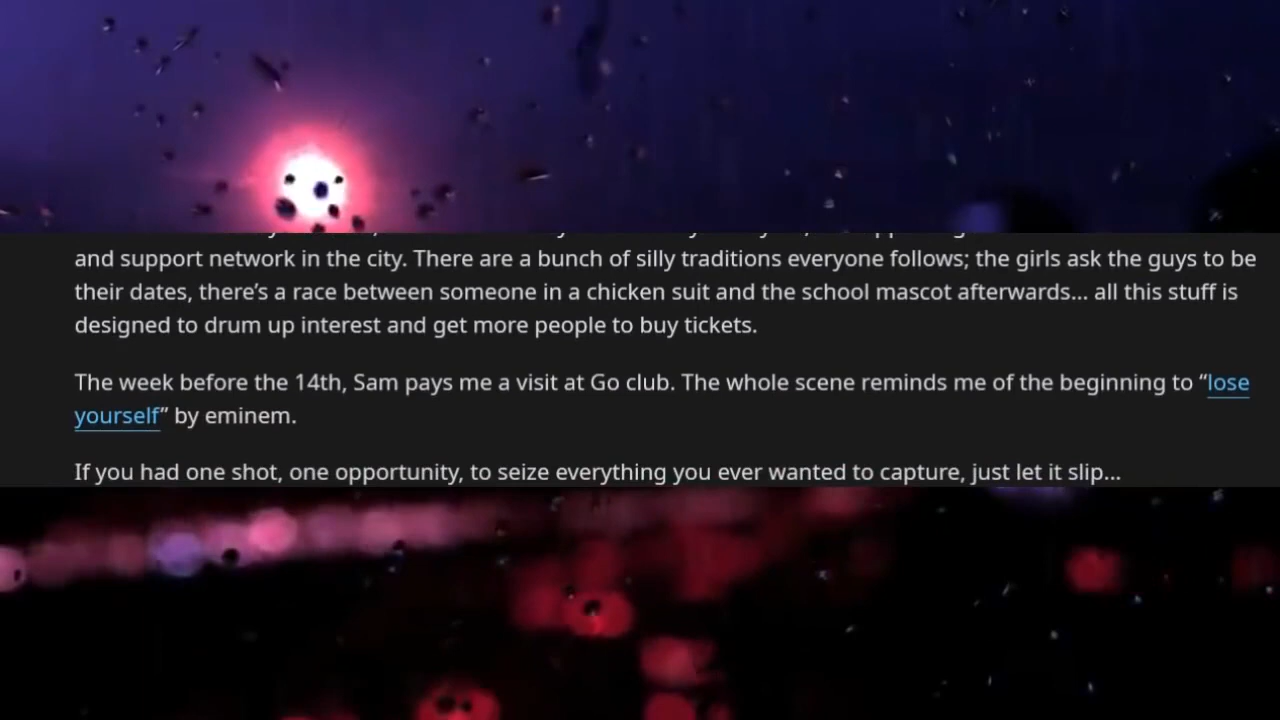 and support network in the city. There are a bunch of silly traditions everyone follows; the girls ask the guys to be
their dates, there’s a race between someone in a chicken suit and the school mascot afterwards... all this stuff is
designed to drum up interest and get more people to buy tickets.
The week before the 14th, Sam pays me a visit at Go club. The whole scene reminds me of the beginning to “lose
yourself” by eminem.
If you had one shot, one opportunity, to seize everything you ever wanted to capture, just let it slip...